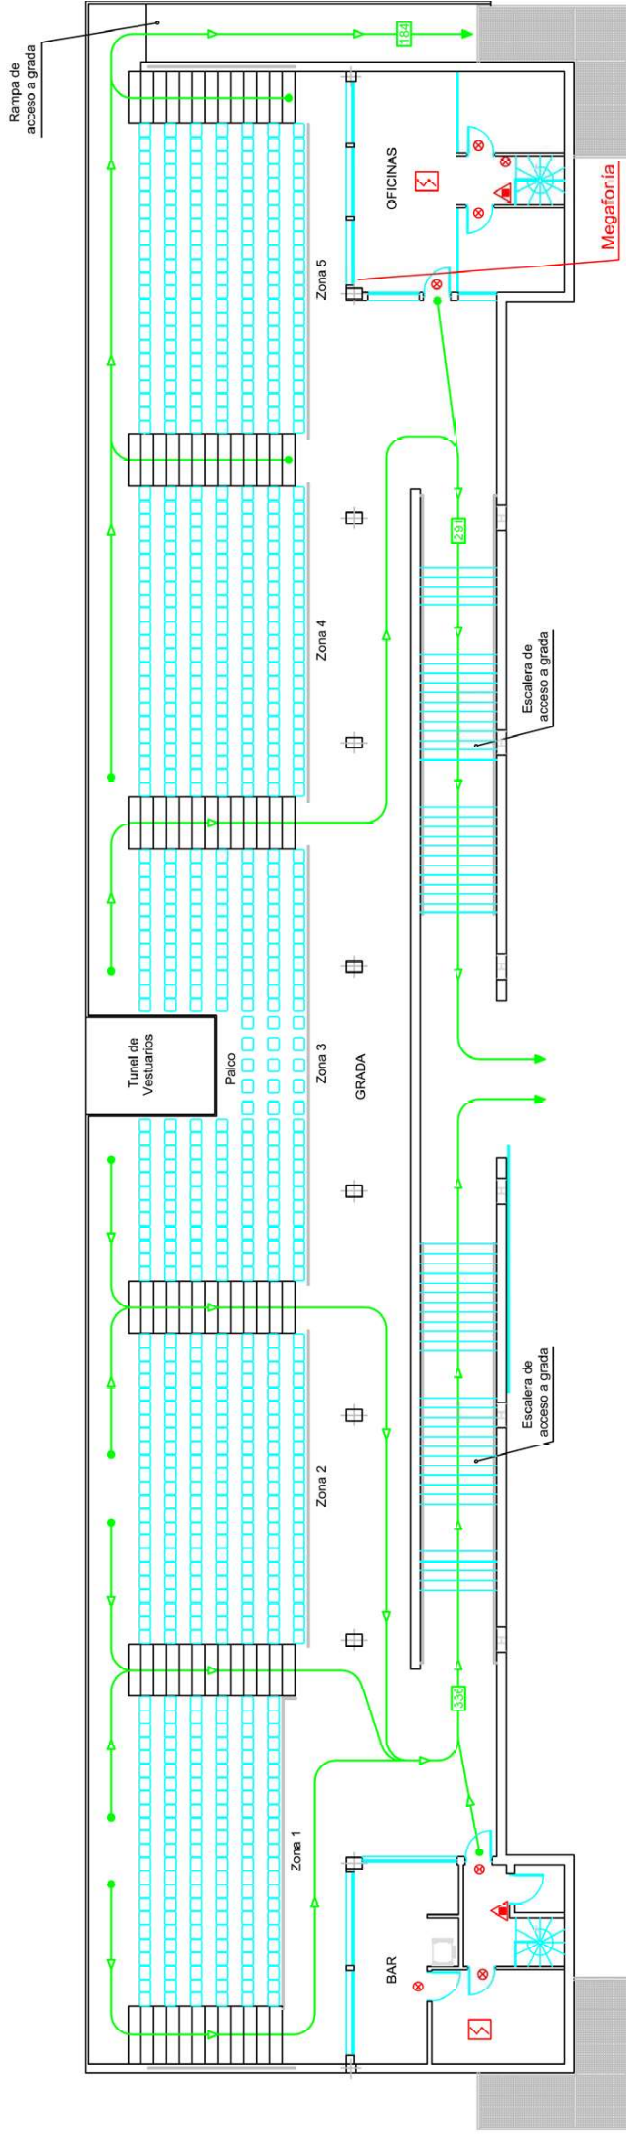 Rampa de
acceso a grada
184
OFICINAS
Megafonía
Zona 5
291
Zona 4
Escalera de
acceso a grada
Tunel de
Vestuarios
Palco
Zona 3
GRADA
Zona 2
Escalera de
acceso a grada
Zona 1
BAR